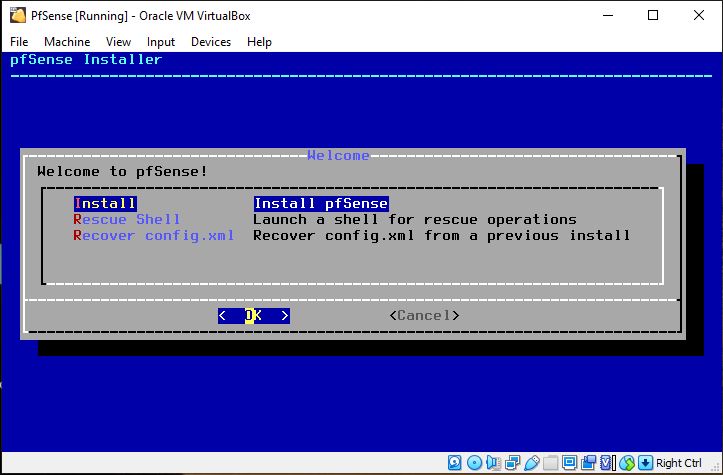 PfSense [Running] - Oracle VM VirtualBox
File Machine View Input Devices Help
pfSense Installer
Welcome
Welcome to pfSense!
Install Install pfSense
Rescue Shell Launch a shell for rescue operations
Recover config.xml Recover config.xml from a previous install
< OK > <Cancel>
Right Ctrl